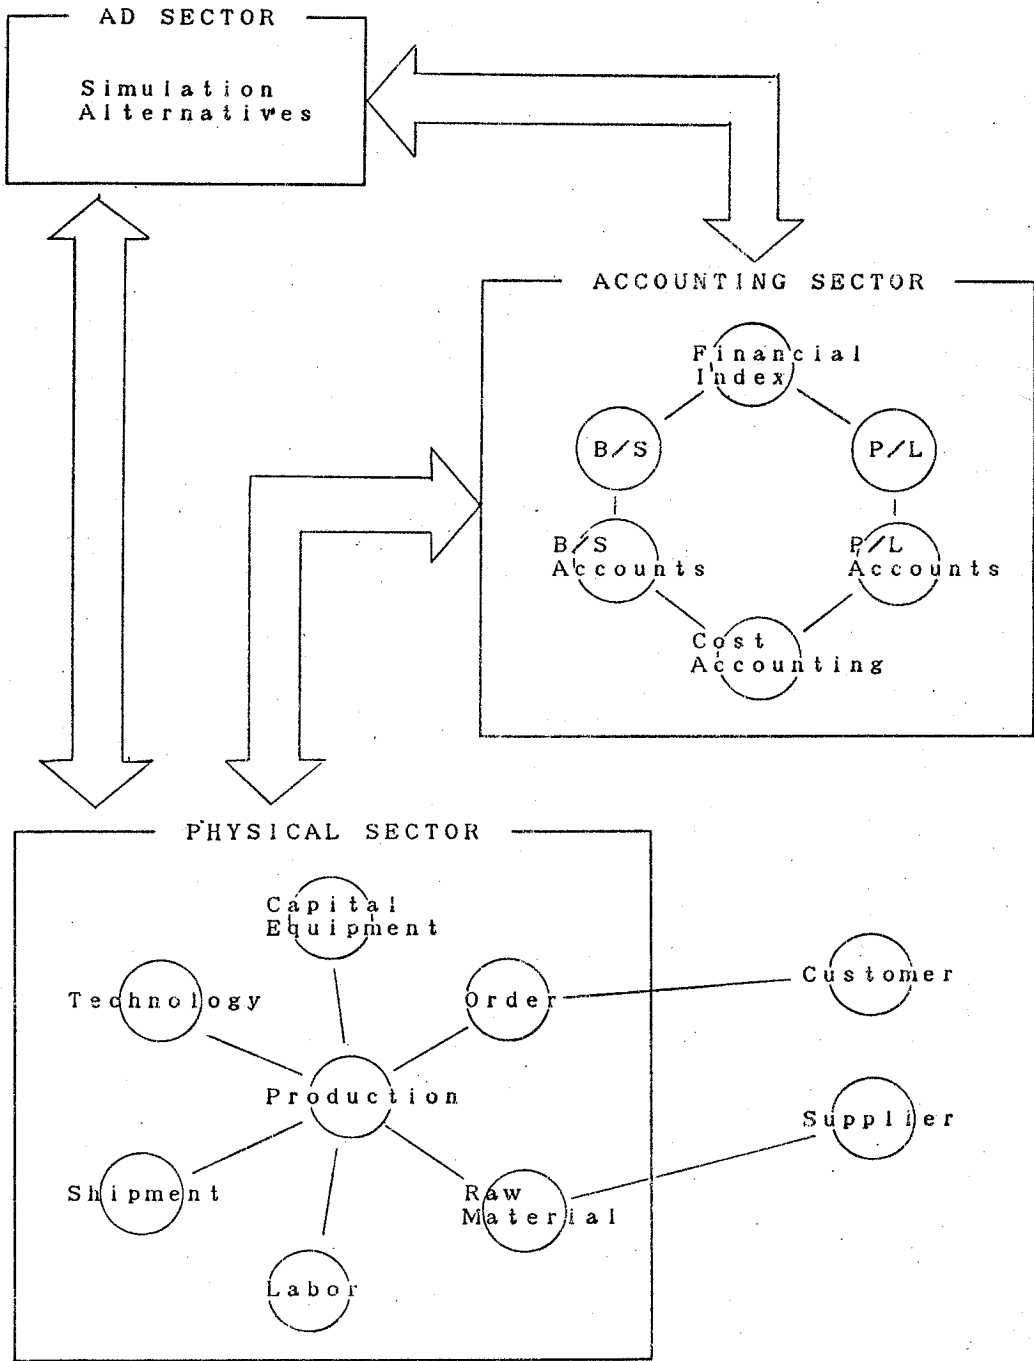 AD SECTOR
Simulation
Alternatives
ACCOUNTING SECTOR
Financial
Index
B/S
P/L
B/S
Accounts
P/L
Accounts
Cost
Accounting
PHYSICAL SECTOR
Capital
Equipment
Technology
Order
Customer
Production
Supplier
Shipment
Raw
Material
Labor